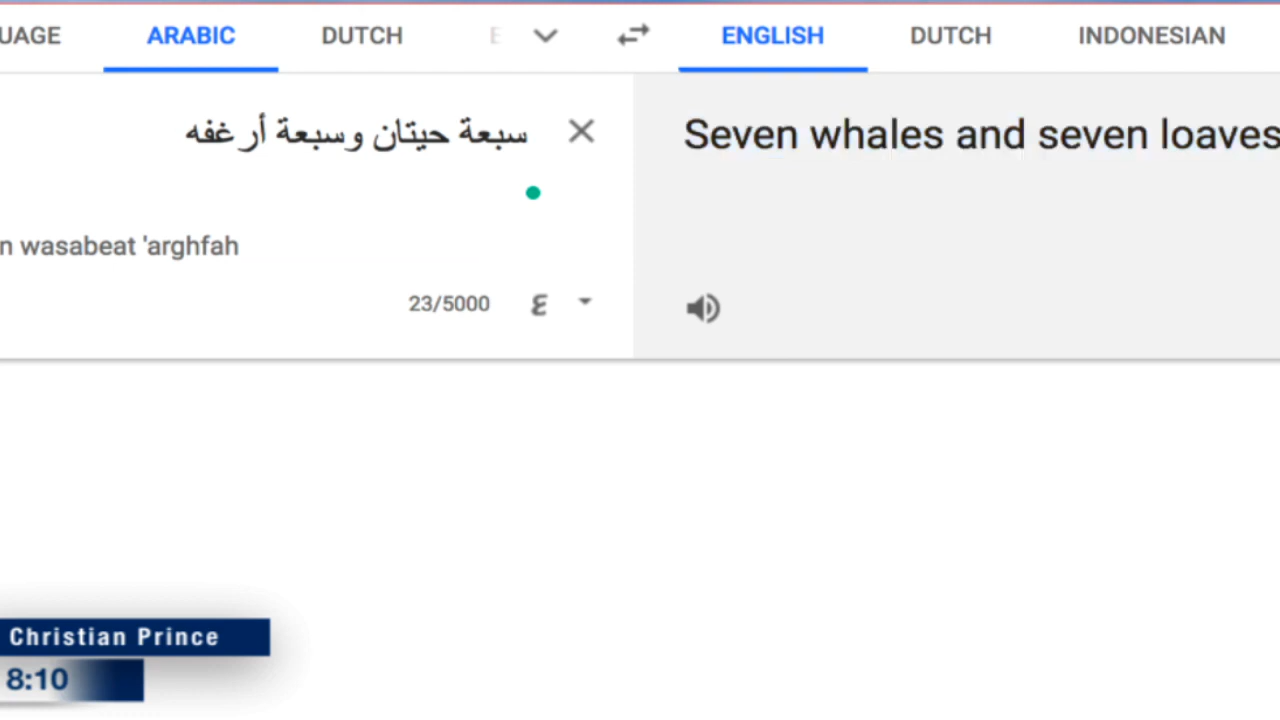 UAGE ARABIC DUTCH E ENGLISH DUTCH INDONESIAN
سبعة حيتان وسبعة أرغفه
Seven whales and seven loaves
n wasabeat 'arghfah
23/5000 ع
Christian Prince
8:10